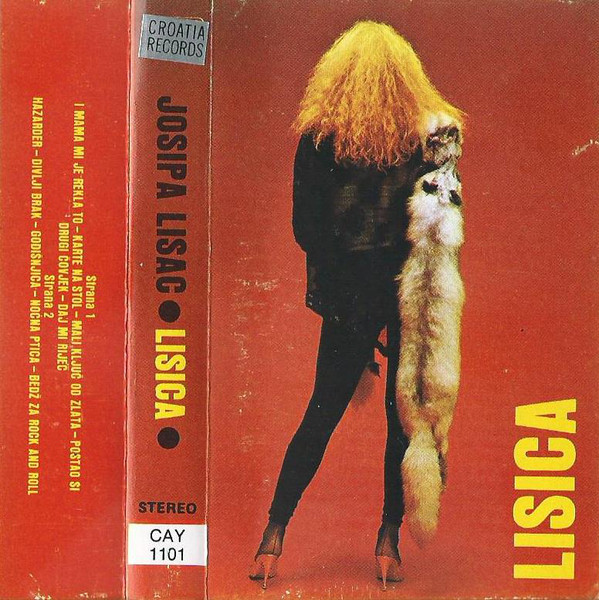 Strana 1
I MAMA MI JE REKLA TO – KARTE NA STOL – MALI KLJUČ OD ZLATA – POSTAO SI
DRUGI ČOVJEK – DAJ MI RIJEČ
Strana 2
HAZARDER – DIVLJI BRAK – GODIŠNJICA – NOĆNA PTICA – BEDŽ ZA ROCK AND ROLL
CROATIA
RECORDS
JOSIPA LISAC ● LISICA ●
STEREO
CAY
1101
LISICA